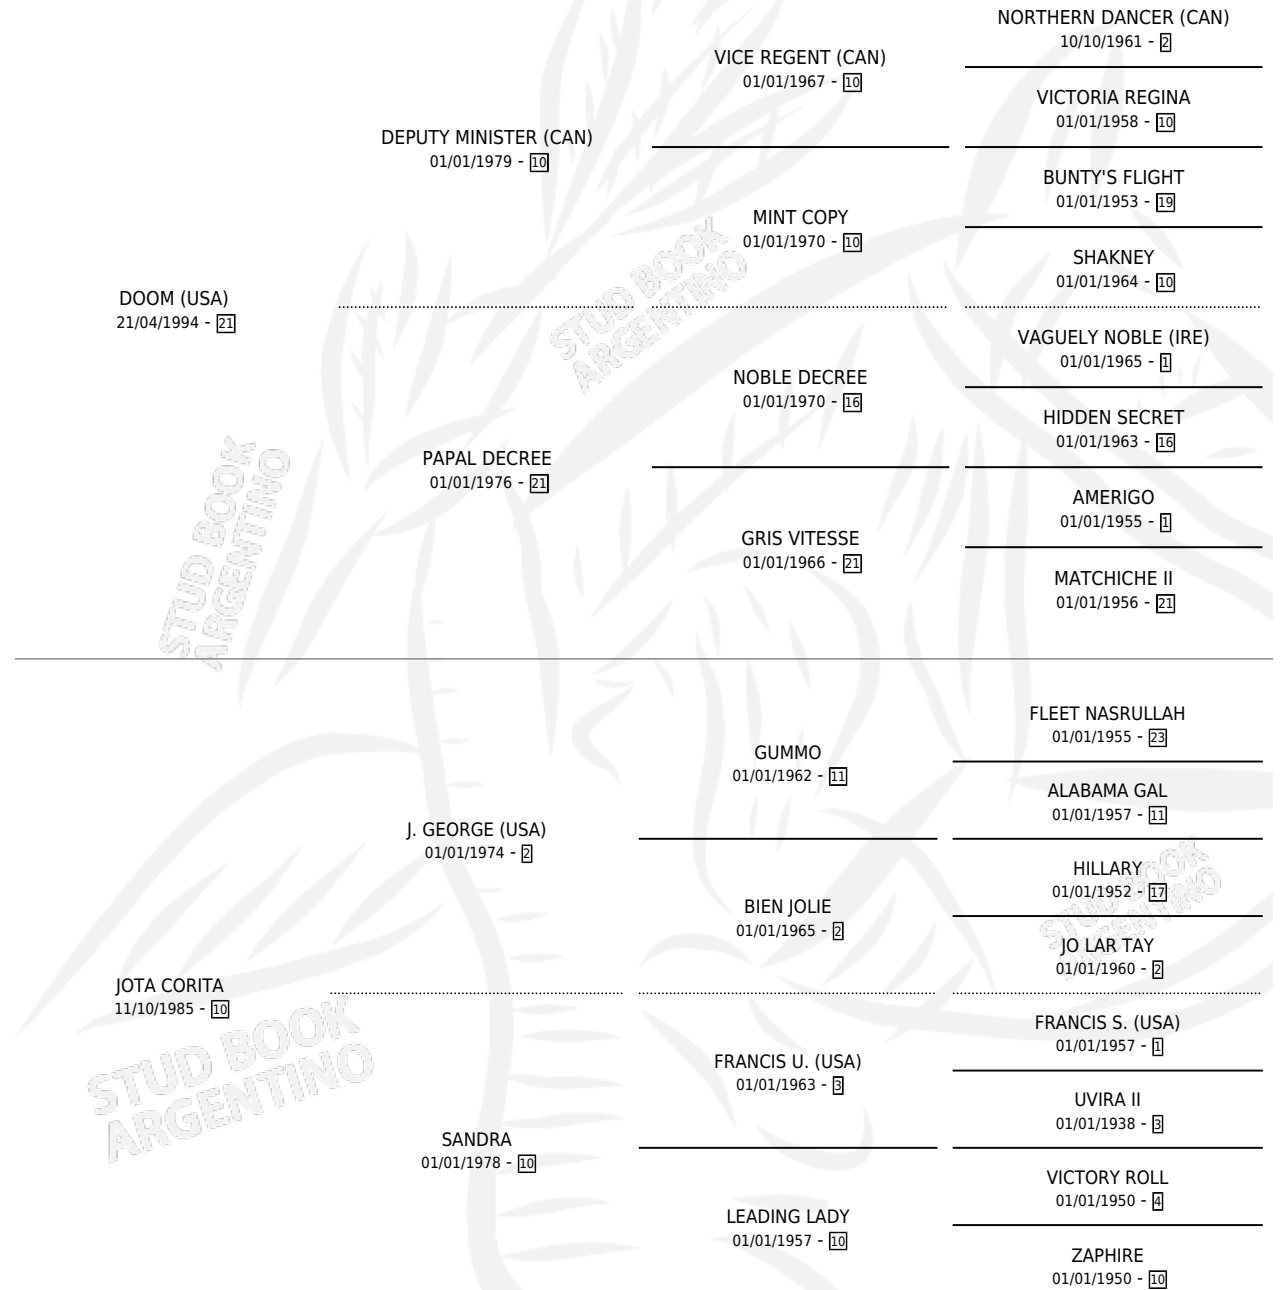 NORTHERN DANCER (CAN)
10/10/1961 - 2
VICE REGENT (CAN)
01/01/1967 - 10
VICTORIA REGINA
01/01/1958 - 10
DEPUTY MINISTER (CAN)
01/01/1979 - 10
BUNTY'S FLIGHT
01/01/1953 - 19
MINT COPY
01/01/1970 - 10
SHAKNEY
01/01/1964 - 10
DOOM (USA)
21/04/1994 - 21
STUD BOOK
ARGENTINO
VAGUELY NOBLE (IRE)
01/01/1965 - 1
NOBLE DECREE
01/01/1970 - 16
HIDDEN SECRET
01/01/1963 - 16
PAPAL DECREE
01/01/1976 - 21
AMERIGO
01/01/1955 - 1
GRIS VITESSE
01/01/1966 - 21
MATCHICHE II
01/01/1956 - 21
STUD BOOK
ARGENTINO
FLEET NASRULLAH
01/01/1955 - 23
GUMMO
01/01/1962 - 11
ALABAMA GAL
01/01/1957 - 11
J. GEORGE (USA)
01/01/1974 - 2
HILLARY
01/01/1952 - 17
STUD BOOK
ARGENTINO
BIEN JOLIE
01/01/1965 - 2
JO LAR TAY
01/01/1960 - 2
JOTA CORITA
11/10/1985 - 10
STUD BOOK
ARGENTINO
FRANCIS S. (USA)
01/01/1957 - 1
FRANCIS U. (USA)
01/01/1963 - 3
UVIRA II
01/01/1938 - 3
SANDRA
01/01/1978 - 10
VICTORY ROLL
01/01/1950 - 4
LEADING LADY
01/01/1957 - 10
ZAPHIRE
01/01/1950 - 10